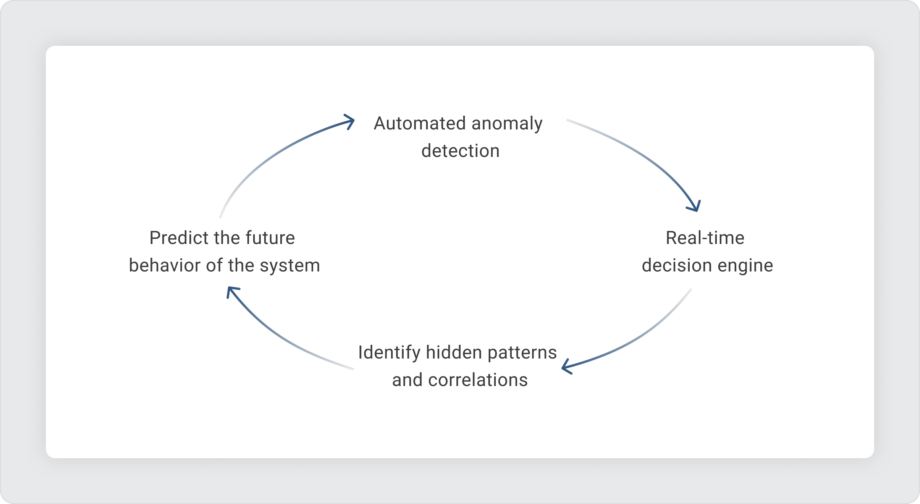 Automated anomaly
detection
Predict the future
behavior of the system
Real-time
decision engine
Identify hidden patterns
and correlations